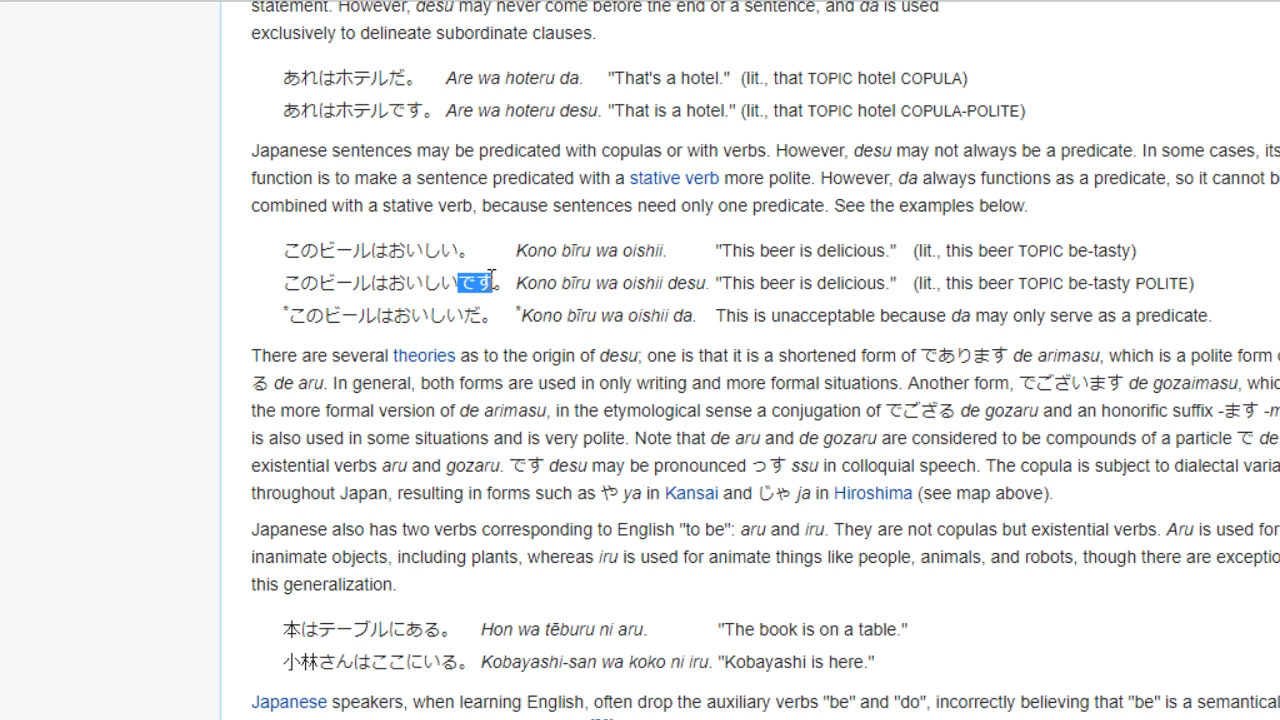 statement. However, desu may never come before the end of a sentence, and da is used
exclusively to delineate subordinate clauses.
あれはホテルだ。 Are wa hoteru da. "That's a hotel." (lit., that TOPIC hotel COPULA)
あれはホテルです。 Are wa hoteru desu. "That is a hotel." (lit., that TOPIC hotel COPULA-POLITE)
Japanese sentences may be predicated with copulas or with verbs. However, desu may not always be a predicate. In some cases, its
function is to make a sentence predicated with a stative verb more polite. However, da always functions as a predicate, so it cannot b
combined with a stative verb, because sentences need only one predicate. See the examples below.
このビールはおいしい。 Kono bīru wa oishii. "This beer is delicious." (lit., this beer TOPIC be-tasty)
このビールはおいしいです。 Kono bīru wa oishii desu. "This beer is delicious." (lit., this beer TOPIC be-tasty POLITE)
*このビールはおいしいだ。 *Kono bīru wa oishii da. This is unacceptable because da may only serve as a predicate.
There are several theories as to the origin of desu; one is that it is a shortened form of であります de arimasu, which is a polite form
る de aru. In general, both forms are used in only writing and more formal situations. Another form, でございます de gozaimasu, whic
the more formal version of de arimasu, in the etymological sense a conjugation of でござる de gozaru and an honorific suffix -ます -m
is also used in some situations and is very polite. Note that de aru and de gozaru are considered to be compounds of a particle で de
existential verbs aru and gozaru. です desu may be pronounced っす ssu in colloquial speech. The copula is subject to dialectal varia
throughout Japan, resulting in forms such as や ya in Kansai and じゃ ja in Hiroshima (see map above).
Japanese also has two verbs corresponding to English "to be": aru and iru. They are not copulas but existential verbs. Aru is used for
inanimate objects, including plants, whereas iru is used for animate things like people, animals, and robots, though there are exceptio
this generalization.
本はテーブルにある。 Hon wa tēburu ni aru. "The book is on a table."
小林さんはここにいる。 Kobayashi-san wa koko ni iru. "Kobayashi is here."
Japanese speakers, when learning English, often drop the auxiliary verbs "be" and "do", incorrectly believing that "be" is a semantical